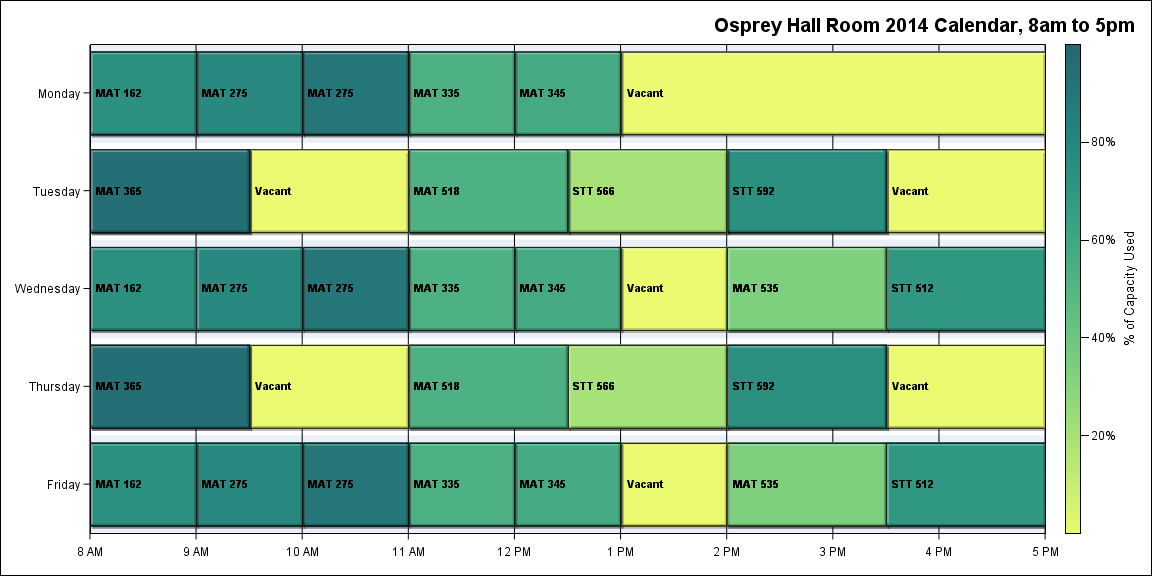 Osprey Hall Room 2014 Calendar, 8am to 5pm
Monday
MAT 162
MAT 275
MAT 275
MAT 335
MAT 345
Vacant
Tuesday
MAT 365
Vacant
MAT 518
STT 566
STT 592
Vacant
Wednesday
MAT 162
MAT 275
MAT 275
MAT 335
MAT 345
Vacant
MAT 535
STT 512
Thursday
MAT 365
Vacant
MAT 518
STT 566
STT 592
Vacant
Friday
MAT 162
MAT 275
MAT 275
MAT 335
MAT 345
Vacant
MAT 535
STT 512
8 AM
9 AM
10 AM
11 AM
12 PM
1 PM
2 PM
3 PM
4 PM
5 PM
80%
60%
40%
20%
% of Capacity Used